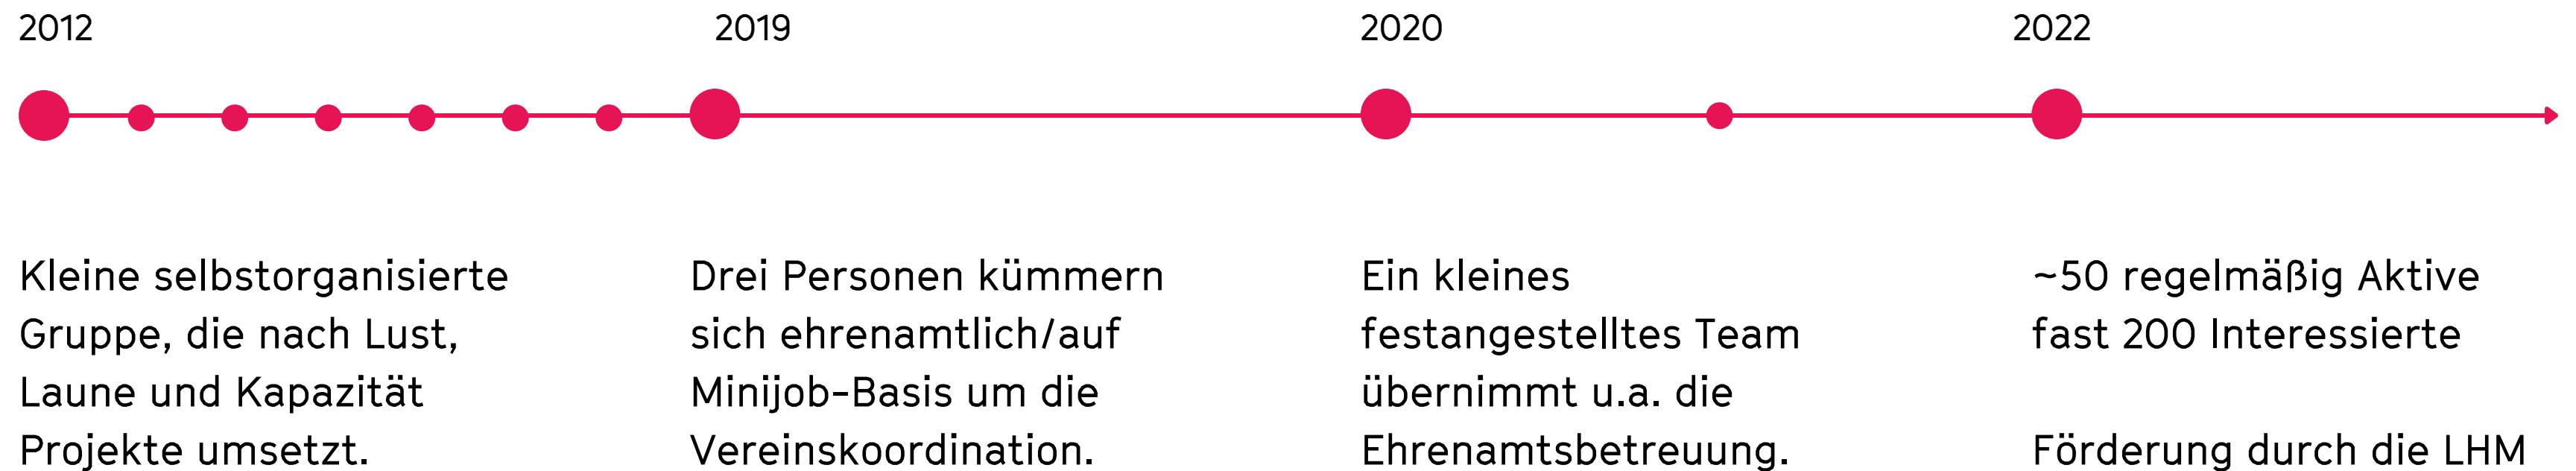 2012
2019
2020
2022
Kleine selbstorganisierte
Gruppe, die nach Lust,
Laune und Kapazität
Projekte umsetzt.
Drei Personen kümmern
sich ehrenamtlich/auf
Minijob-Basis um die
Vereinskoordination.
Ein kleines
festangestelltes Team
übernimmt u.a. die
Ehrenamtsbetreuung.
~50 regelmäßig Aktive
fast 200 Interessierte
Förderung durch die LHM